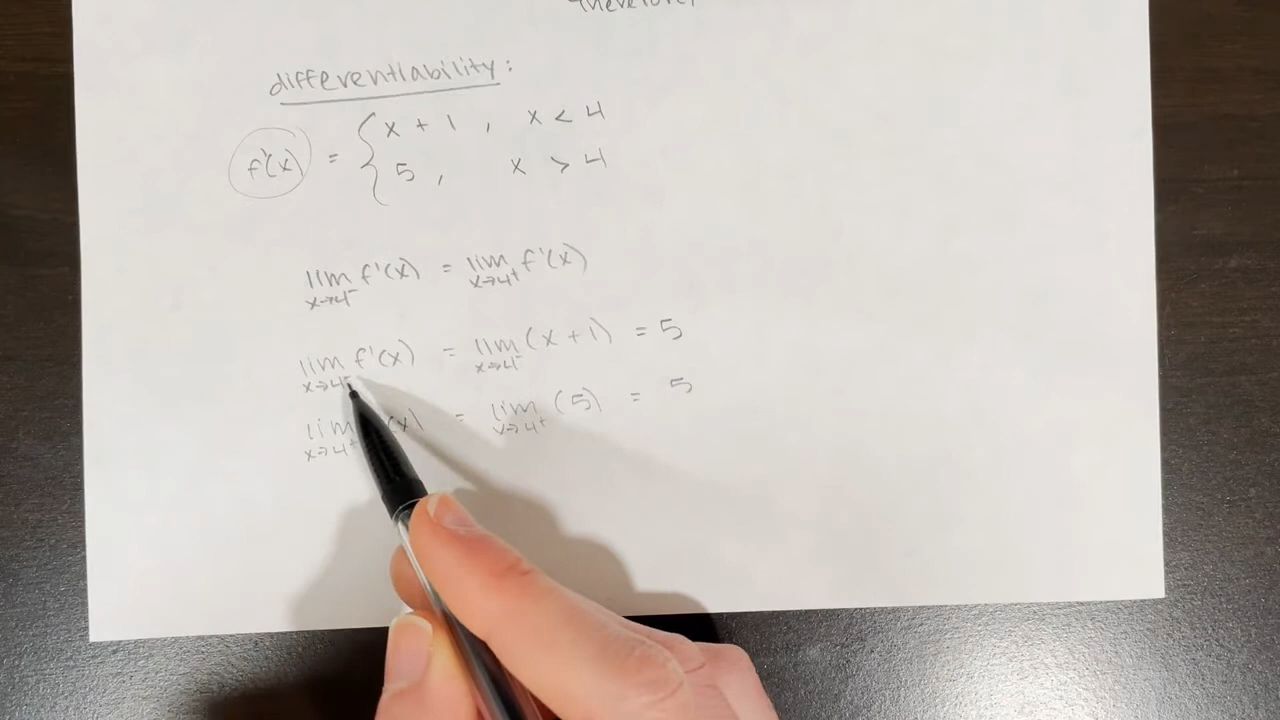 therefore,
differentiability:
f'(x) = { x + 1 , x < 4
5 , x > 4
lim x→4⁻ f'(x) = lim x→4⁺ f'(x)
lim x→4⁻ f'(x) = lim x→4⁻ (x + 1) = 5
lim x→4⁺ (x) = lim x→4⁺ (5) = 5